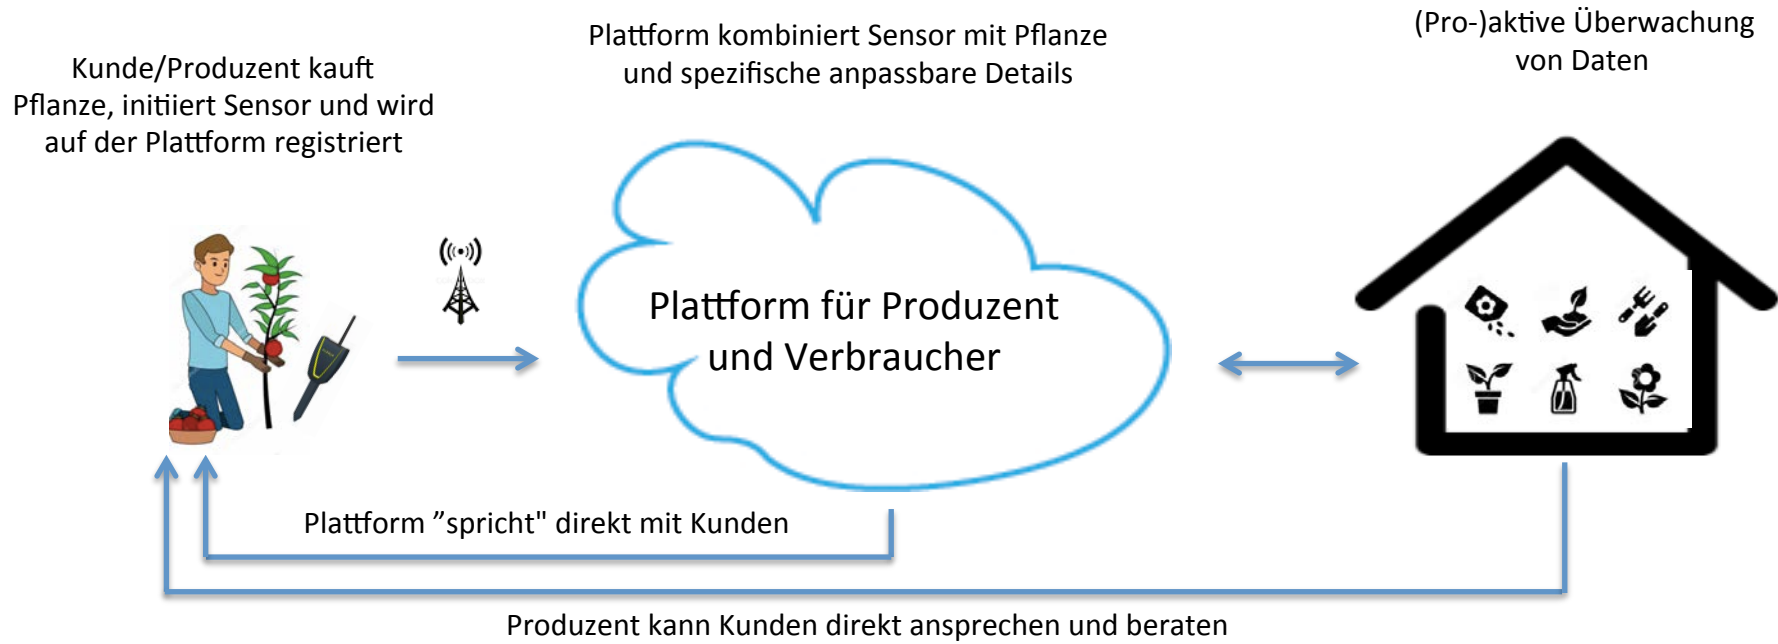 Kunde/Produzent kauft
Pflanze, initiiert Sensor und wird
auf der Plattform registriert
Plattform kombiniert Sensor mit Pflanze
und spezifische anpassbare Details
(Pro-)aktive Überwachung
von Daten
Plattform für Produzent
und Verbraucher
Plattform ”spricht" direkt mit Kunden
Produzent kann Kunden direkt ansprechen und beraten